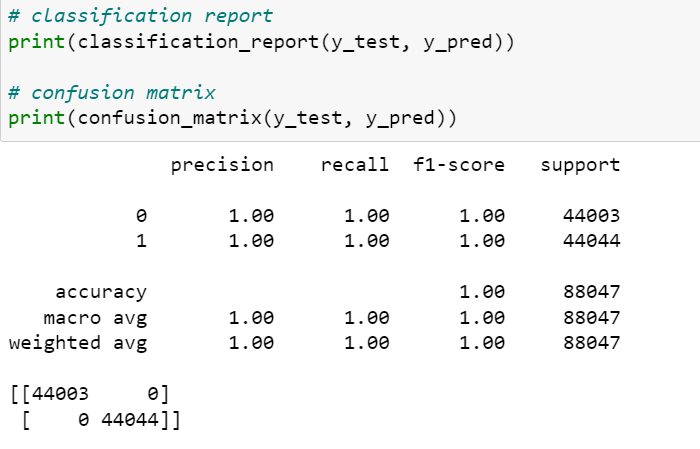 # classification report
print(classification_report(y_test, y_pred))
# confusion matrix
print(confusion_matrix(y_test, y_pred))
precision recall f1-score support
0 1.00 1.00 1.00 44003
1 1.00 1.00 1.00 44044
accuracy 1.00 88047
macro avg 1.00 1.00 1.00 88047
weighted avg 1.00 1.00 1.00 88047
[[44003 0]
[ 0 44044]]